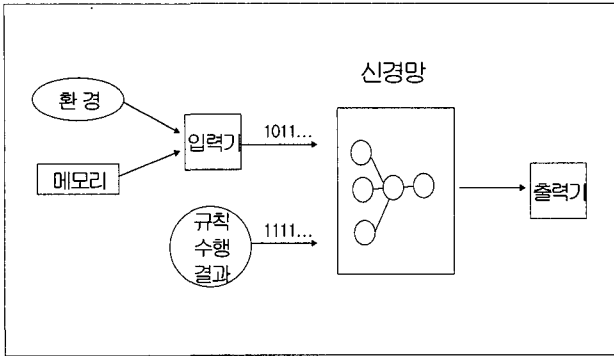 신경망
환경
입력기
1011...
메모리
출력기
규칙
수행
결과
1111...